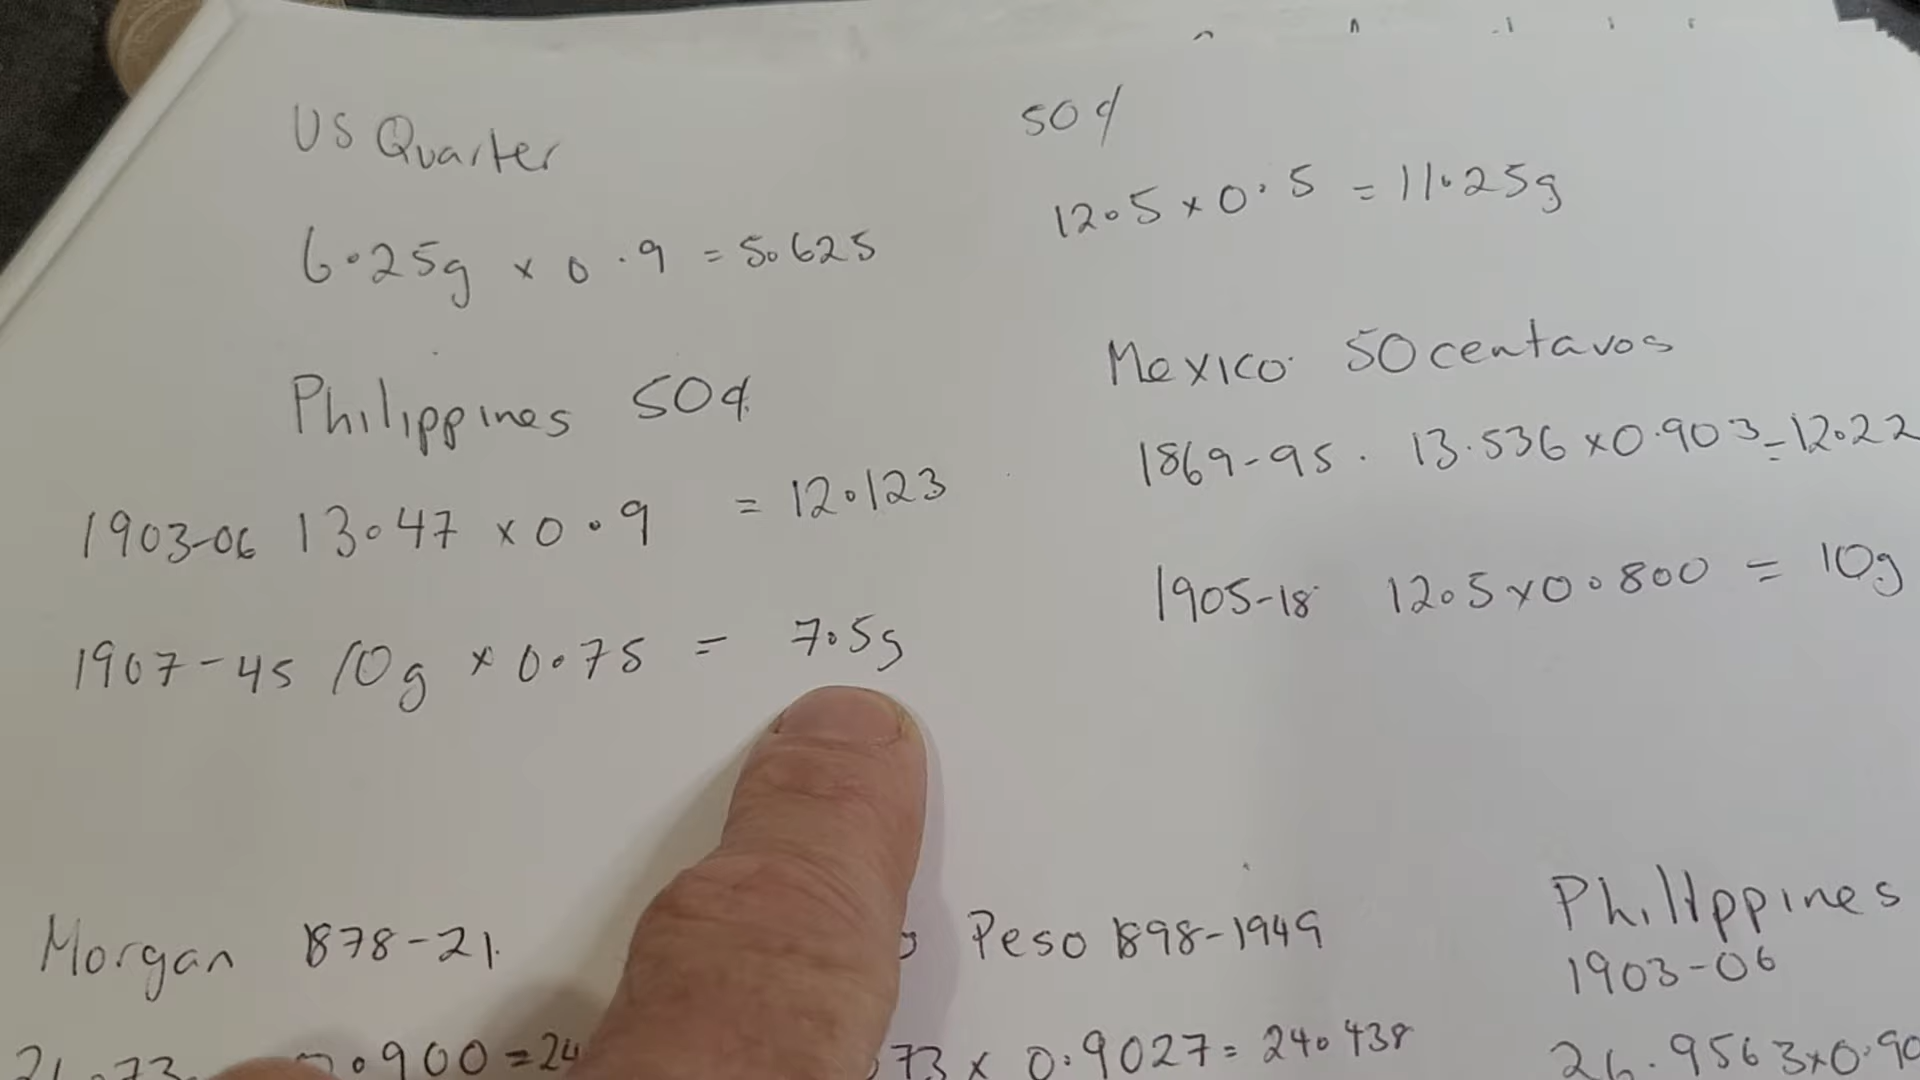 US Quarter
6.25g x 0.9 = 5.625
50¢
12.5 x 0.5 = 11.25g
Philippines 50¢
1903-06 13.47 x 0.9 = 12.123
1907-45 10g x 0.75 = 7.5g
Mexico 50 centavos
1869-95. 13.536 x 0.903 = 12.22
1905-18 12.5 x 0.800 = 10g
Morgan 1878-21.
.900 = 24
Peso 1898-1949
73 x 0.9027 = 24.438
Philippines
1903-06
26.9563 x 0.90